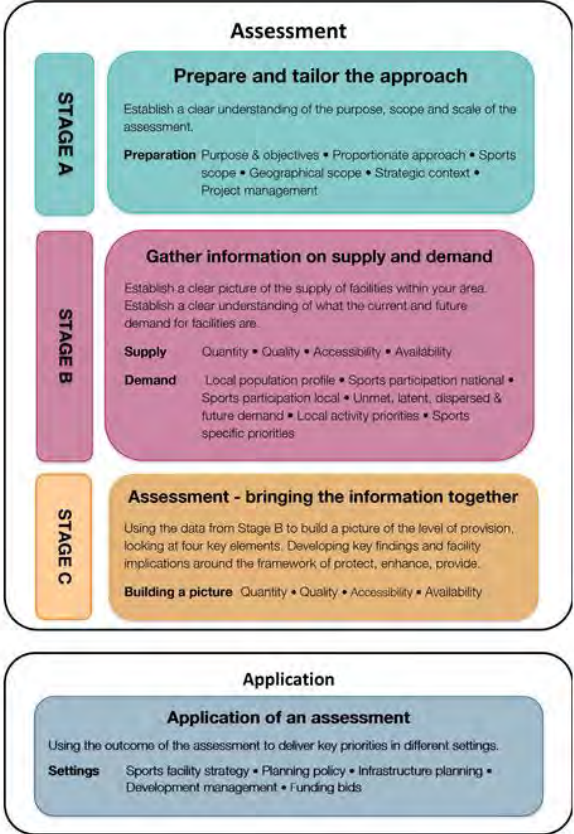 Assessment
STAGE A
Prepare and tailor the approach
Establish a clear understanding of the purpose, scope and scale of the
assessment.
Preparation Purpose & objectives • Proportionate approach • Sports
scope • Geographical scope • Strategic context •
Project management
STAGE B
Gather information on supply and demand
Establish a clear picture of the supply of facilities within your area.
Establish a clear understanding of what the current and future
demand for facilities are.
Supply Quantity • Quality • Accessibility • Availability
Demand Local population profile • Sports participation national •
Sports participation local • Unmet, latent, dispersed &
future demand • Local activity priorities • Sports
specific priorities
STAGE C
Assessment - bringing the information together
Using the data from Stage B to build a picture of the level of provision,
looking at four key elements. Developing key findings and facility
implications around the framework of protect, enhance, provide.
Building a picture Quantity • Quality • Accessibility • Availability
Application
Application of an assessment
Using the outcome of the assessment to deliver key priorities in different settings.
Settings Sports facility strategy • Planning policy • Infrastructure planning •
Development management • Funding bids